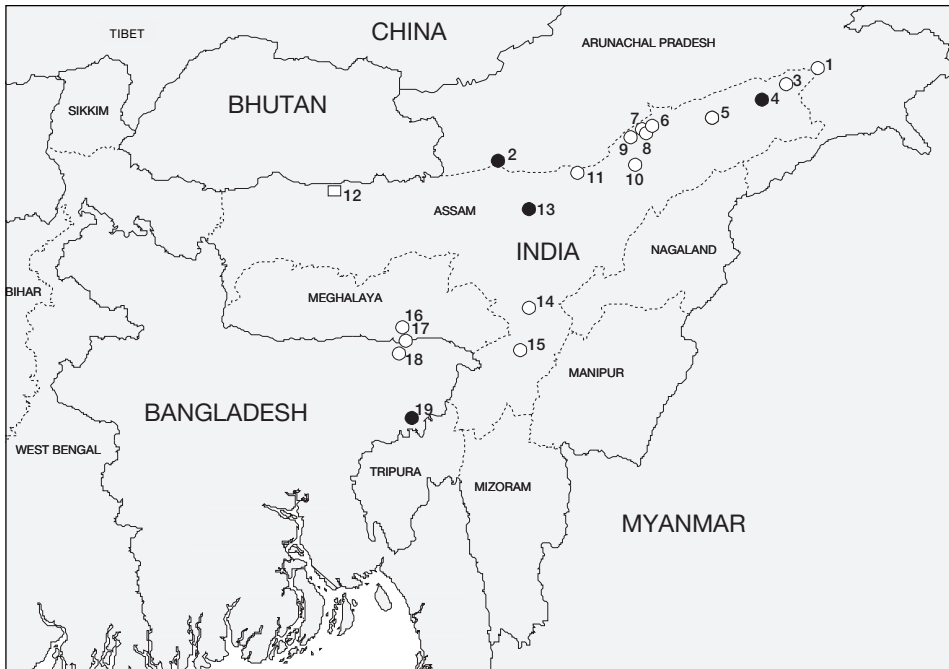 CHINA
TIBET
ARUNACHAL PRADESH
1
3
SIKKIM
BHUTAN
4
5
7
6
9
8
2
10
11
12
ASSAM
13
INDIA
NAGALAND
BIHAR
MEGHALAYA
14
16
17
15
18
MANIPUR
BANGLADESH
19
WEST BENGAL
TRIPURA
MIZORAM
MYANMAR